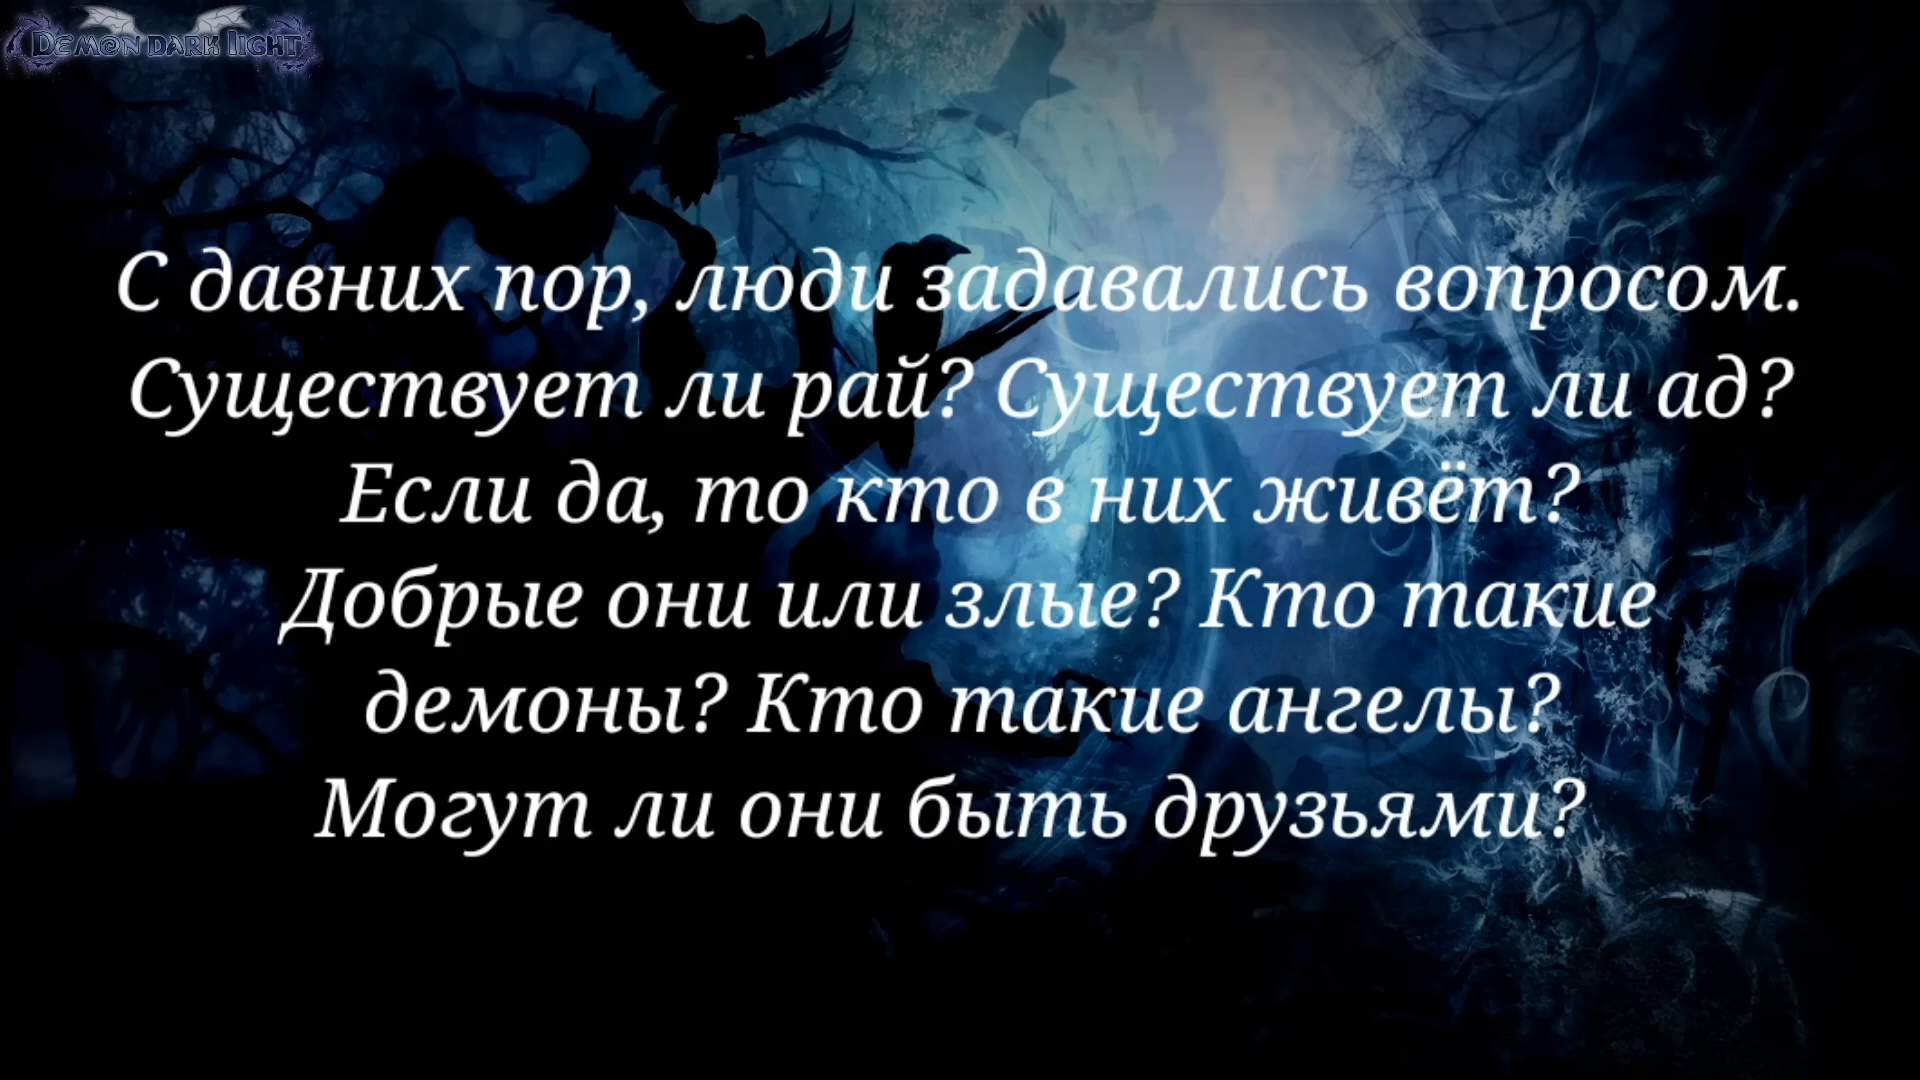 Demon dark light
С давних пор, люди задавались вопросом.
Существует ли рай? Существует ли ад?
Если да, то кто в них живёт?
Добрые они или злые? Кто такие
демоны? Кто такие ангелы?
Могут ли они быть друзьями?